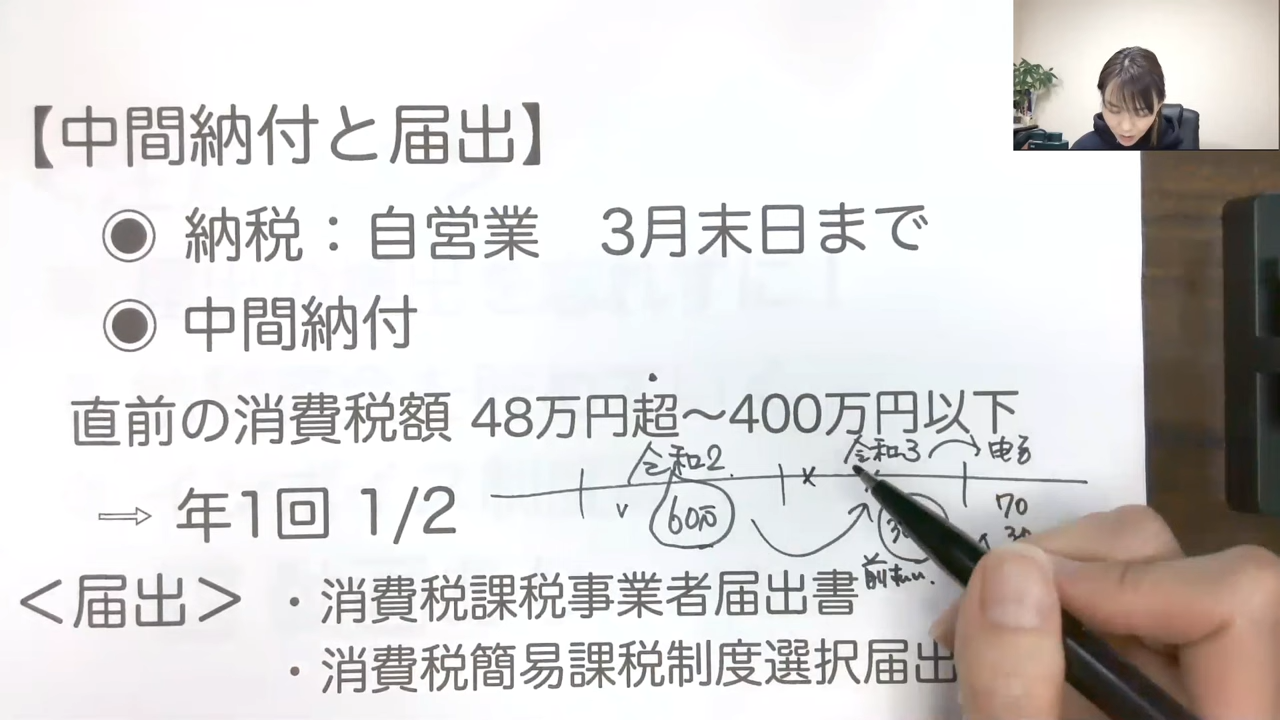 【中間納付と届出】
◉ 納税：自営業　3月末日まで
◉ 中間納付
直前の消費税額 48万円超〜400万円以下
令和2. 令和3
⇨ 年1回 1/2
60万 70
前払い.
＜届出＞ ・消費税課税事業者届出書
・消費税簡易課税制度選択届出